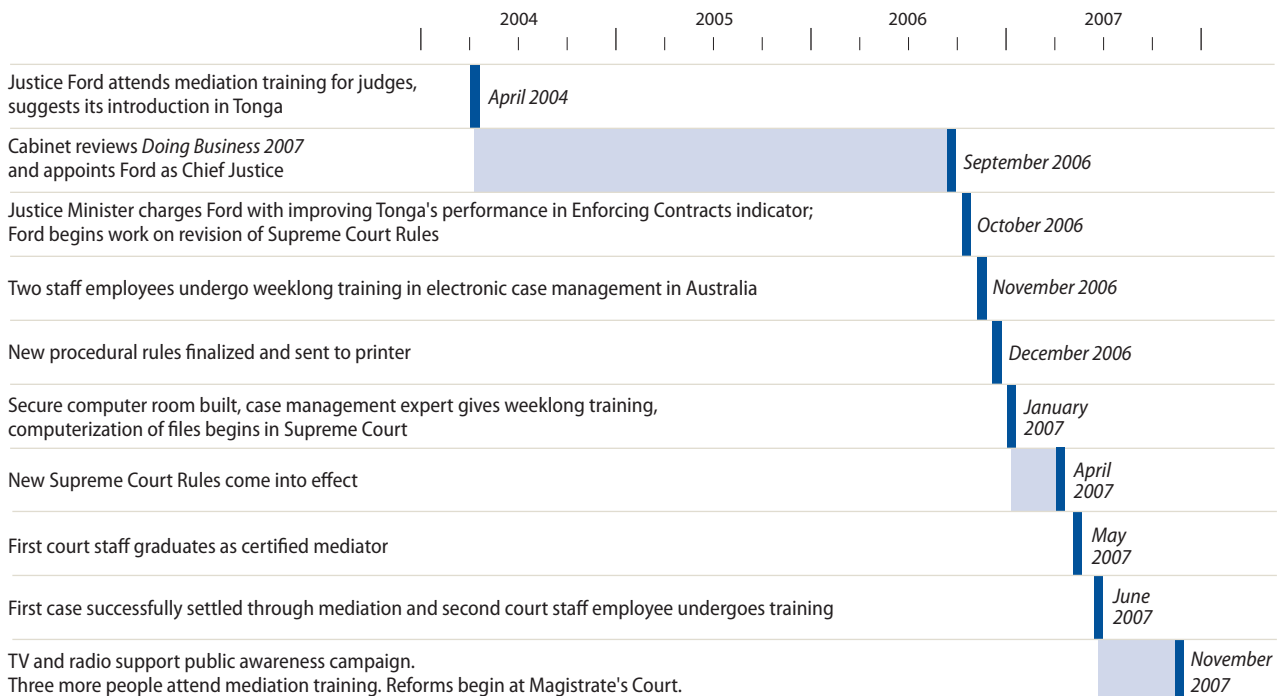 2004 2005 2006 2007
Justice Ford attends mediation training for judges,
suggests its introduction in Tonga
April 2004
Cabinet reviews Doing Business 2007
and appoints Ford as Chief Justice
September 2006
Justice Minister charges Ford with improving Tonga's performance in Enforcing Contracts indicator;
Ford begins work on revision of Supreme Court Rules
October 2006
Two staff employees undergo weeklong training in electronic case management in Australia
November 2006
New procedural rules finalized and sent to printer
December 2006
Secure computer room built, case management expert gives weeklong training,
computerization of files begins in Supreme Court
January
2007
New Supreme Court Rules come into effect
April
2007
First court staff graduates as certified mediator
May
2007
First case successfully settled through mediation and second court staff employee undergoes training
June
2007
TV and radio support public awareness campaign.
Three more people attend mediation training. Reforms begin at Magistrate's Court.
November
2007